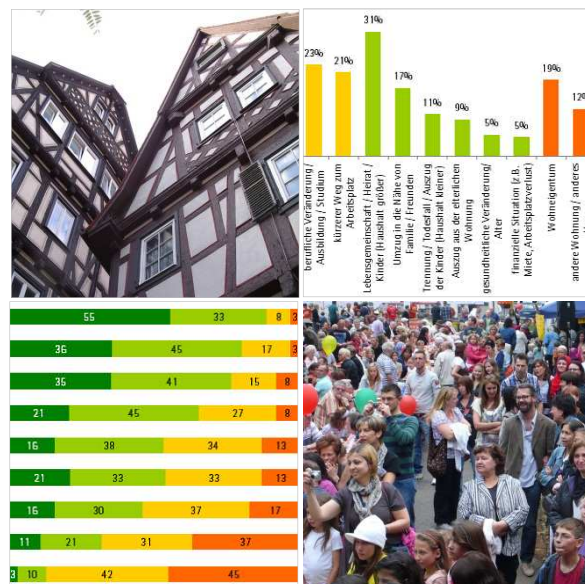 31%
23%
21%
19%
17%
12%
11%
9%
5%
5%
berufliche Veränderung /
Ausbildung / Studium
kürzerer Weg zum
Arbeitsplatz
Lebensgemeinschaft / Heirat /
Kinder (Haushalt größer)
Umzug in die Nähe von
Familie / Freunden
Trennung / Todesfall / Auszug
der Kinder (Haushalt kleiner)
Auszug aus der elterlichen
Wohnung
gesundheitliche Veränderung/
Alter
finanzielle Situation (z.B.
Miete, Arbeitsplatzverlust)
Wohneigentum
andere Wohnung / anderes
55 33 8 3
36 45 17 3
35 41 15 8
21 45 27 8
16 38 34 13
21 33 33 13
16 30 37 17
11 21 31 37
3 10 42 45